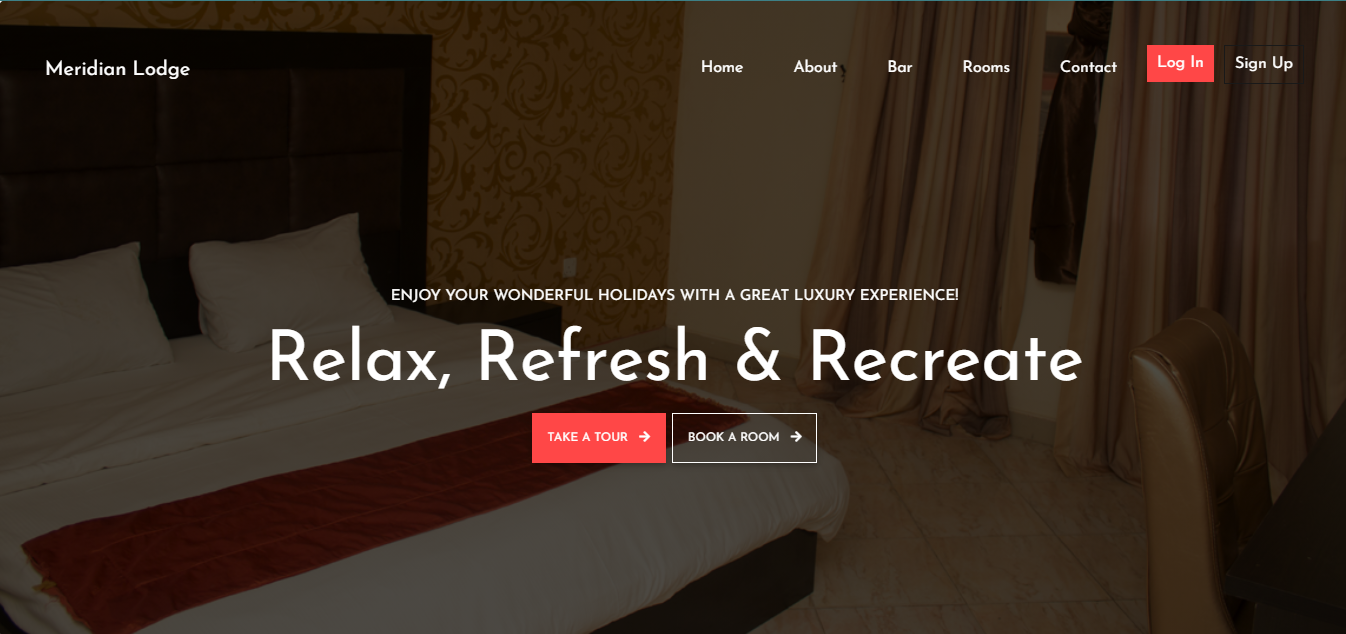 Meridian Lodge
Home About Bar Rooms Contact Log In Sign Up
ENJOY YOUR WONDERFUL HOLIDAYS WITH A GREAT LUXURY EXPERIENCE!
Relax, Refresh & Recreate
TAKE A TOUR → BOOK A ROOM →